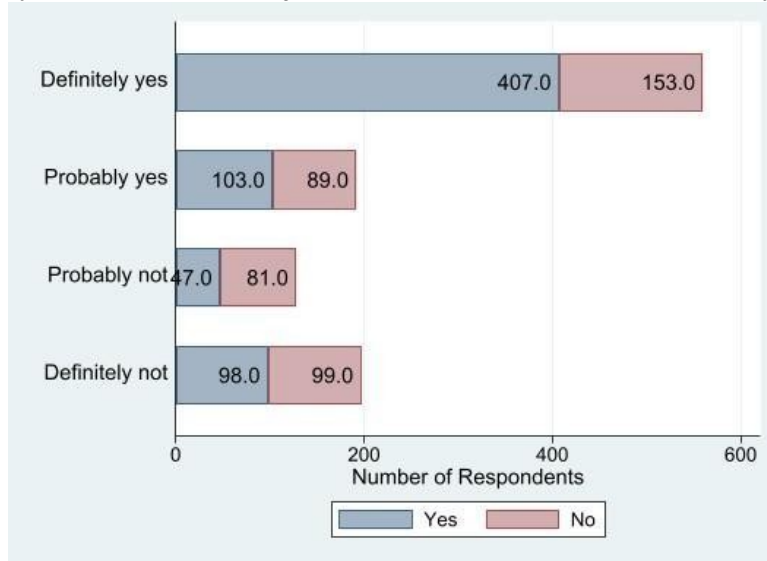 Definitely yes 407.0 153.0
Probably yes 103.0 89.0
Probably not 47.0 81.0
Definitely not 98.0 99.0
0 200 400 600
Number of Respondents
Yes No